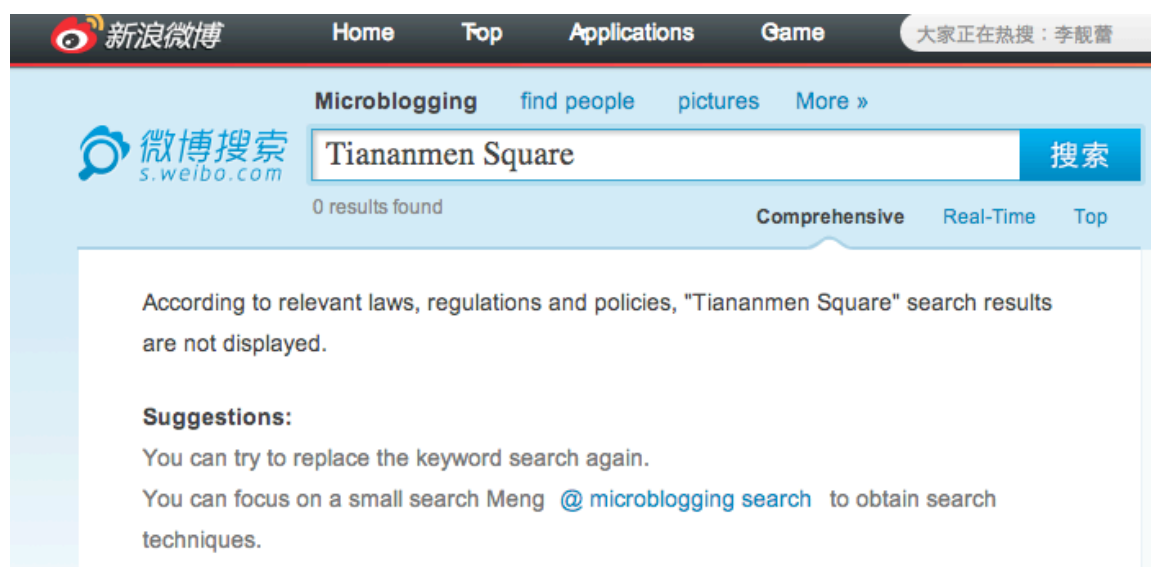 新浪微博 Home Top Applications Game 大家正在热搜：李靓蕾
Microblogging find people pictures More »
微博搜索
s.weibo.com
Tiananmen Square 搜索
0 results found
Comprehensive Real-Time Top
According to relevant laws, regulations and policies, "Tiananmen Square" search results
are not displayed.
Suggestions:
You can try to replace the keyword search again.
You can focus on a small search Meng @ microblogging search to obtain search
techniques.